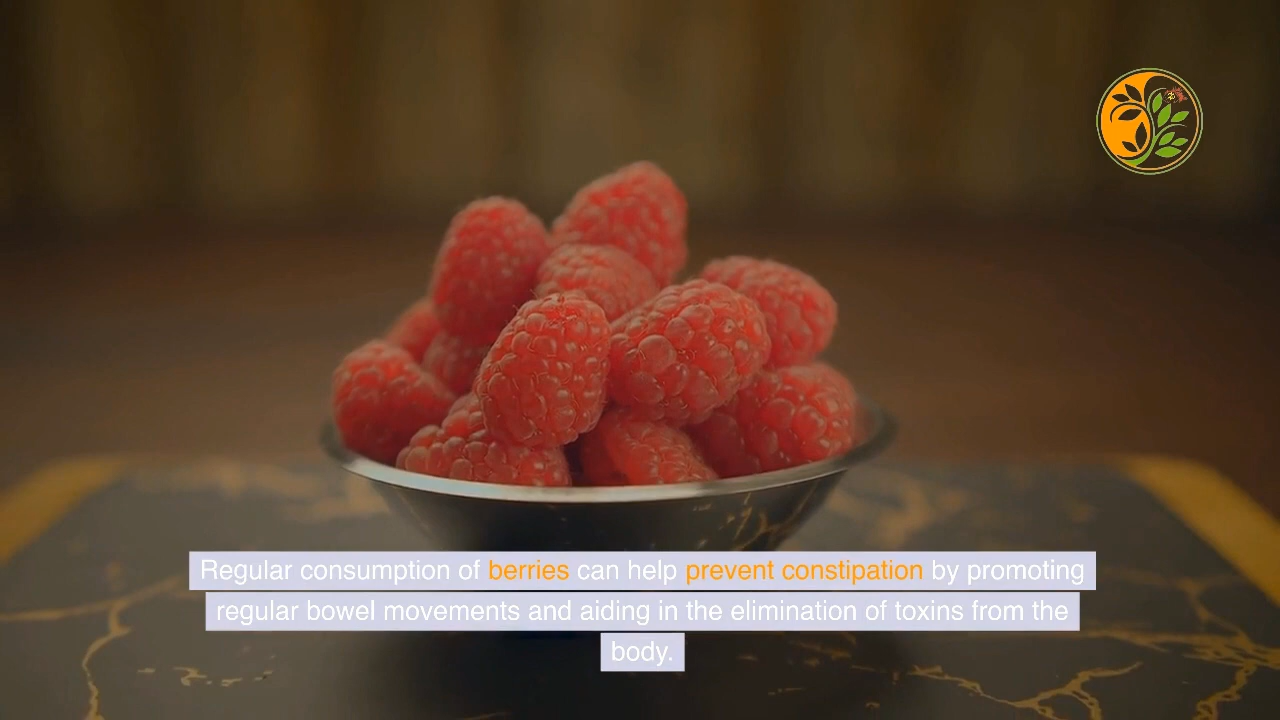 Regular consumption of berries can help prevent constipation by promoting
regular bowel movements and aiding in the elimination of toxins from the
body.